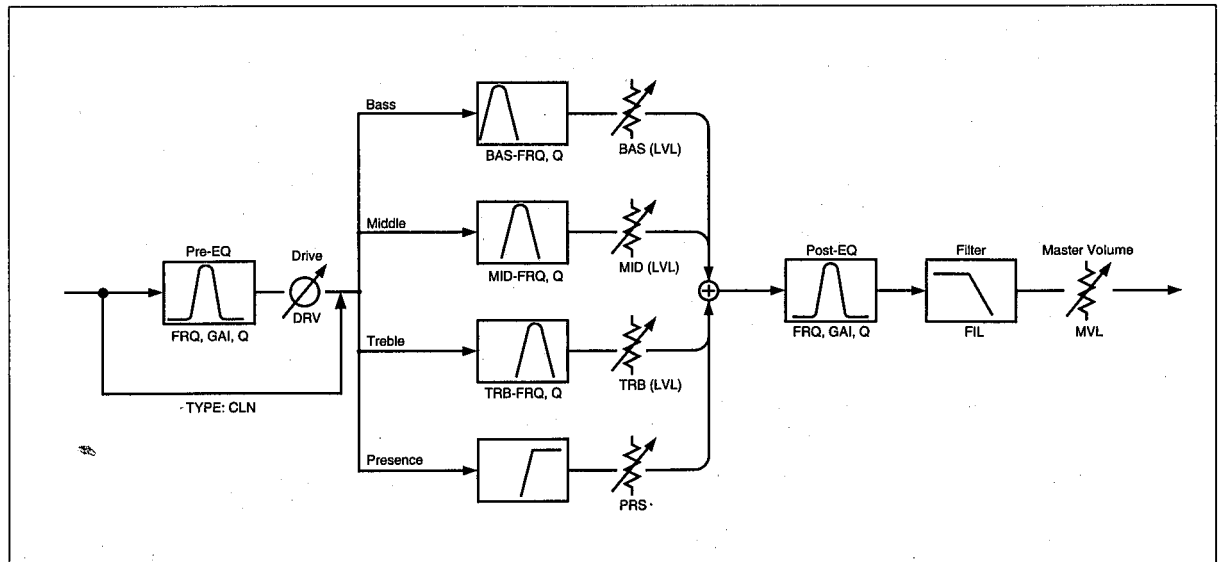 Bass
BAS-FRQ, Q
BAS (LVL)
Middle
MID-FRQ, Q
MID (LVL)
Pre-EQ
FRQ, GAI, Q
Drive
DRV
TYPE: CLN
Treble
TRB-FRQ, Q
TRB (LVL)
Presence
PRS
Post-EQ
FRQ, GAI, Q
Filter
FIL
Master Volume
MVL